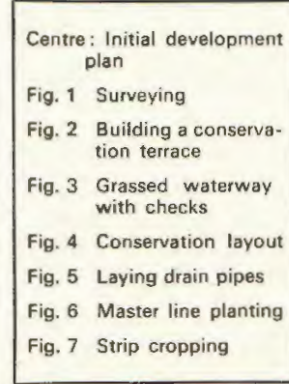 Centre: Initial development
plan
Fig. 1 Surveying
Fig. 2 Building a conserva-
tion terrace
Fig. 3 Grassed waterway
with checks
Fig. 4 Conservation layout
Fig. 5 Laying drain pipes
Fig. 6 Master line planting
Fig. 7 Strip cropping